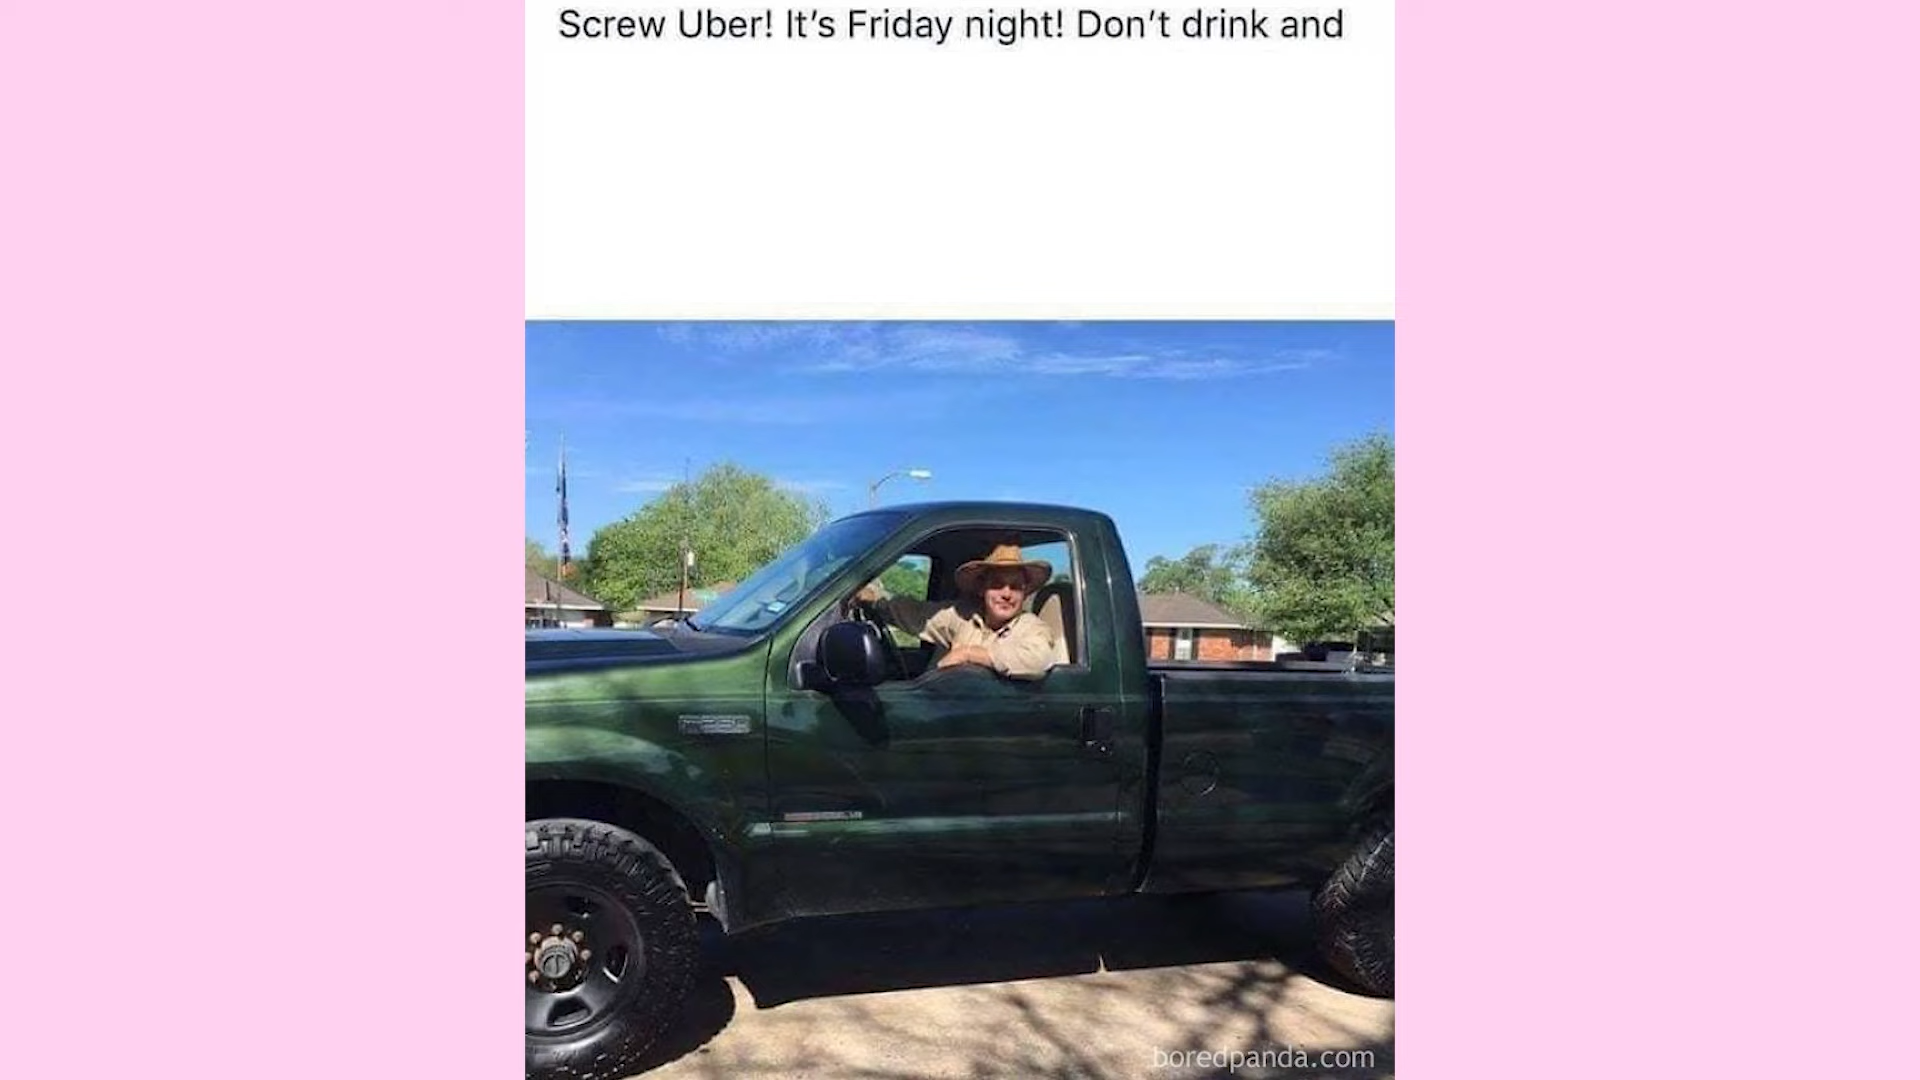 Screw Uber! It’s Friday night! Don’t drink and
boredpanda.com